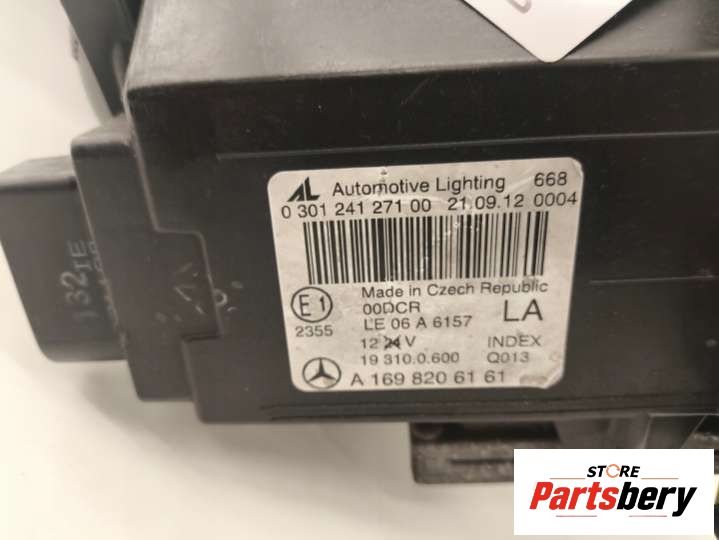 AL Automotive Lighting 668
0 301 241 271 00 21.09.12 0004
Made in Czech Republic
00DCR
E1
LE 06 A 6157
LA
2355
12 24 V
INDEX
19 310.0.600
Q013
A 169 820 61 61
132
STORE
Partsbery